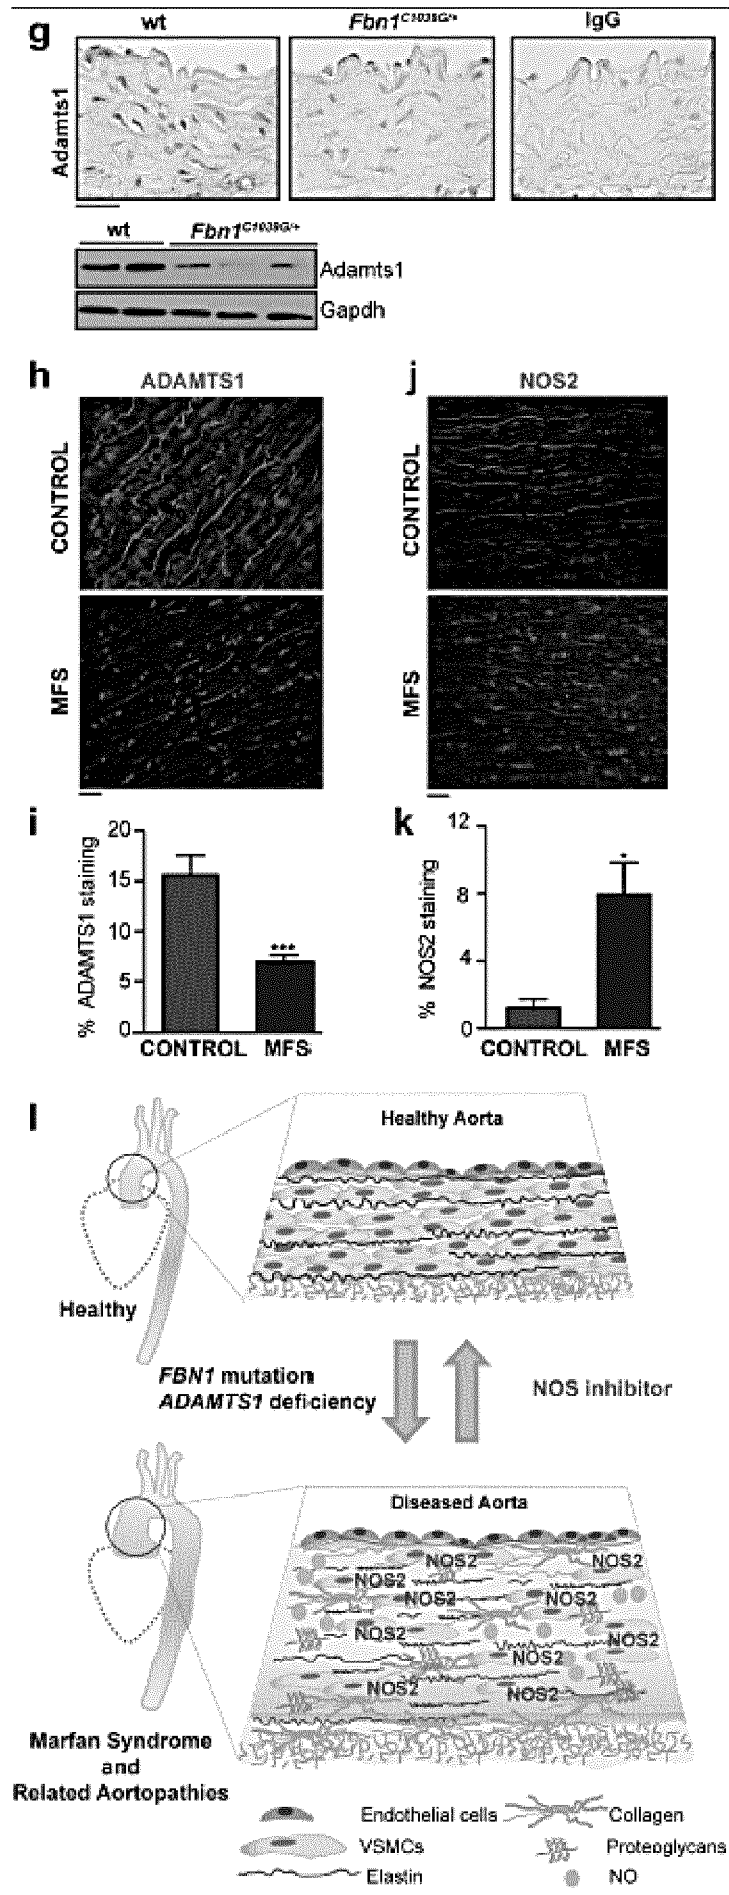 g
wt Fbn1C1039G/+ IgG
Adamts1
wt Fbn1C1039G/+
Adamts1
Gapdh
h ADAMTS1
CONTROL
MFS
j NOS2
CONTROL
MFS
i
% ADAMTS1 staining
20
15
10
5
0
***
CONTROL MFS
k
% NOS2 staining
12
8
4
0
*
CONTROL MFS
l
Healthy Aorta
Healthy
FBN1 mutation
ADAMTS1 deficiency
NOS inhibitor
Diseased Aorta
NOS2 NOS2
NOS2
NOS2 NOS2
NOS2 NOS2
NOS2
NOS2 NOS2
Marfan Syndrome
and
Related Aortopathies
Endothelial cells Collagen
VSMCs Proteoglycans
Elastin NO